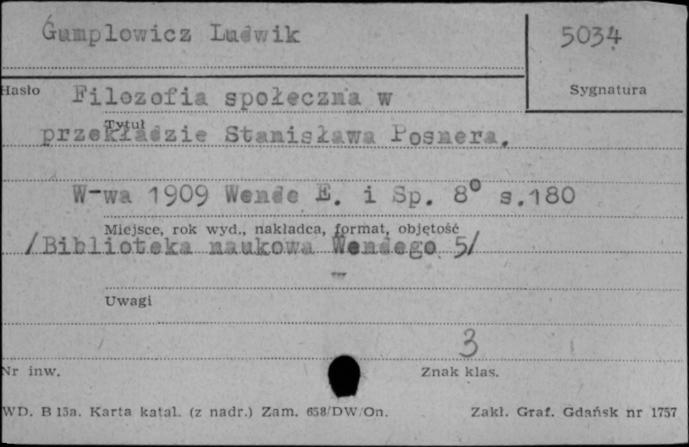 Gumplowicz Ludwik
5034
Hasło
Sygnatura
Filozofia społeczna w
Tytuł
przekładzie Stanisława Posnera.
W-wa 1909 Wende E. i Sp. 8° s.180
Miejsce, rok wyd., nakładca, format, objętość
/Biblioteka naukowa Wendego 5/
Uwagi
3
Nr inw.
Znak klas.
WD. B 15a. Karta katal. (z nadr.) Zam. 658/DW/On.
Zakł. Graf. Gdańsk nr 1757